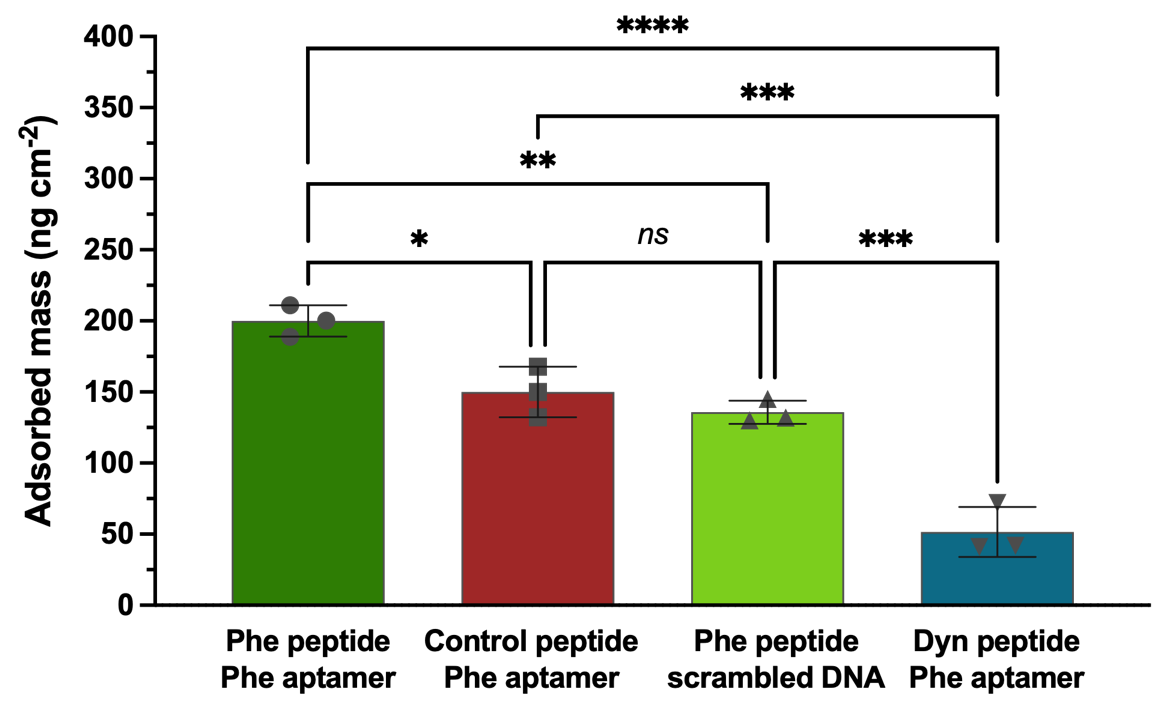 ****
***
**
*
ns
***
Adsorbed mass (ng cm-2)
400
350
300
250
200
150
100
50
0
Phe peptide
Phe aptamer
Control peptide
Phe aptamer
Phe peptide
scrambled DNA
Dyn peptide
Phe aptamer